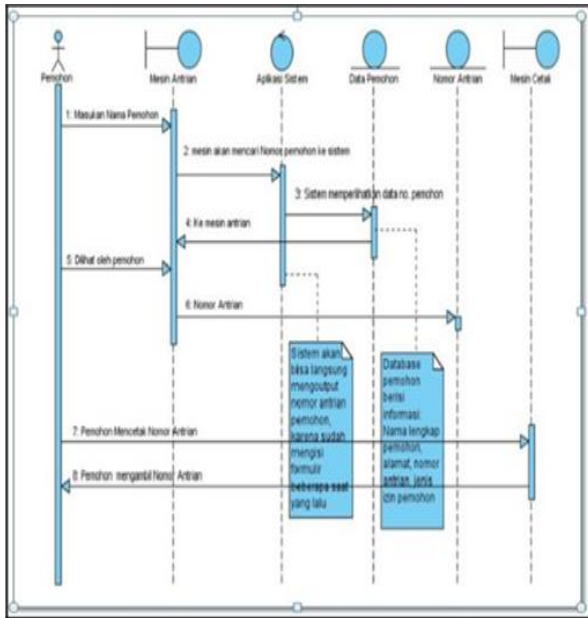 Pemohon
Mesin Antrian
Aplikasi Sistem
Data Pemohon
Nomor Antrian
Mesin Cetak
1: Masukan Nama Pemohon
2: mesin akan mencari Nomor pemohon ke sistem
3: Sistem memperlihatkan data no. pemohon
4: Ke mesin antrian
5: Dilihat oleh pemohon
6: Nomor Antrian
Sistem akan
bisa langsung
mengoutput
nomor antrian
pemohon,
karena sudah
mengisi
formulir
beberapa saat
yang lalu
Database
pemohon
berisi
informasi:
Nama lengkap
pemohon,
alamat, nomor
antrian, jenis
izin pemohon
7: Pemohon Mencetak Nomor Antrian
8: Pemohon mengambil Nomor Antrian